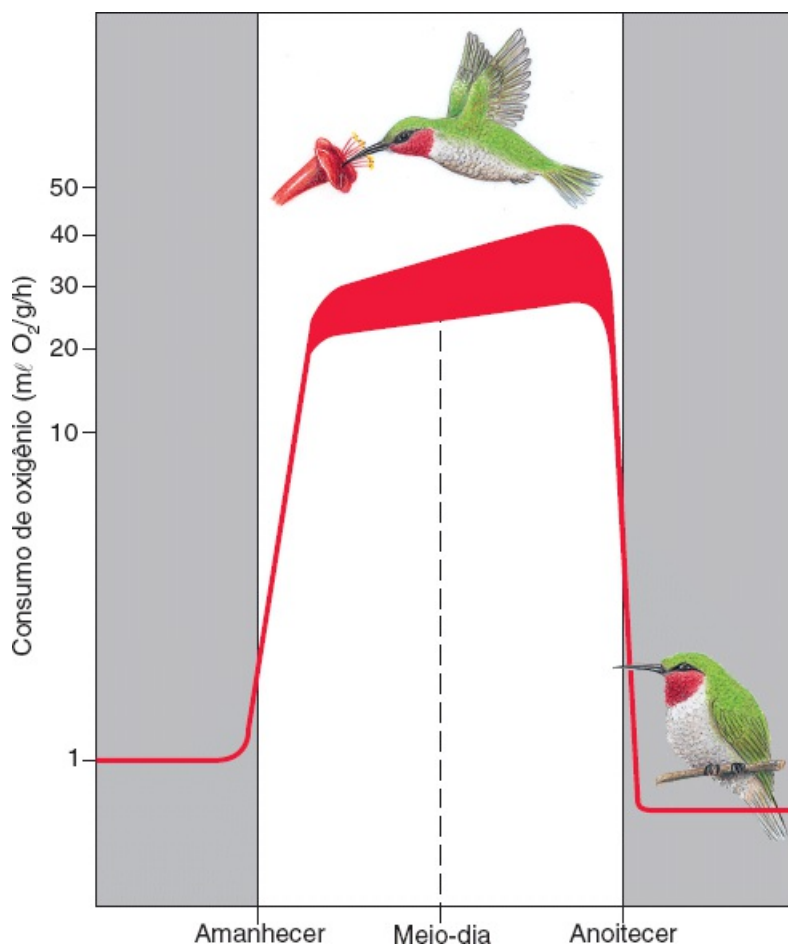 Consumo de oxigênio (mℓ O₂/g/h)
50
40
30
20
10
1
Amanhecer
Meio-dia
Anoitecer